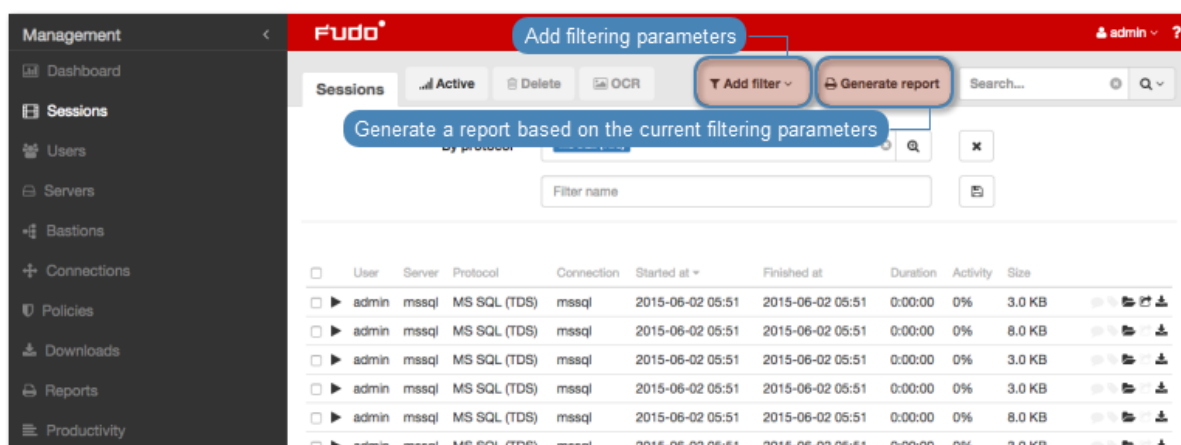 Management
Fudo
Add filtering parameters
admin
?
Dashboard
Sessions
Active
Delete
OCR
Add filter
Generate report
Search...
Sessions
Generate a report based on the current filtering parameters
Users
By protocol
Servers
Filter name
Bastions
Connections
User Server Protocol Connection Started at Finished at Duration Activity Size
admin mssql MS SQL (TDS) mssql 2015-06-02 05:51 2015-06-02 05:51 0:00:00 0% 3.0 KB
Policies
admin mssql MS SQL (TDS) mssql 2015-06-02 05:51 2015-06-02 05:51 0:00:00 0% 8.0 KB
Downloads
admin mssql MS SQL (TDS) mssql 2015-06-02 05:51 2015-06-02 05:51 0:00:00 0% 3.0 KB
Reports
admin mssql MS SQL (TDS) mssql 2015-06-02 05:51 2015-06-02 05:51 0:00:00 0% 3.0 KB
admin mssql MS SQL (TDS) mssql 2015-06-02 05:51 2015-06-02 05:51 0:00:00 0% 8.0 KB
Productivity